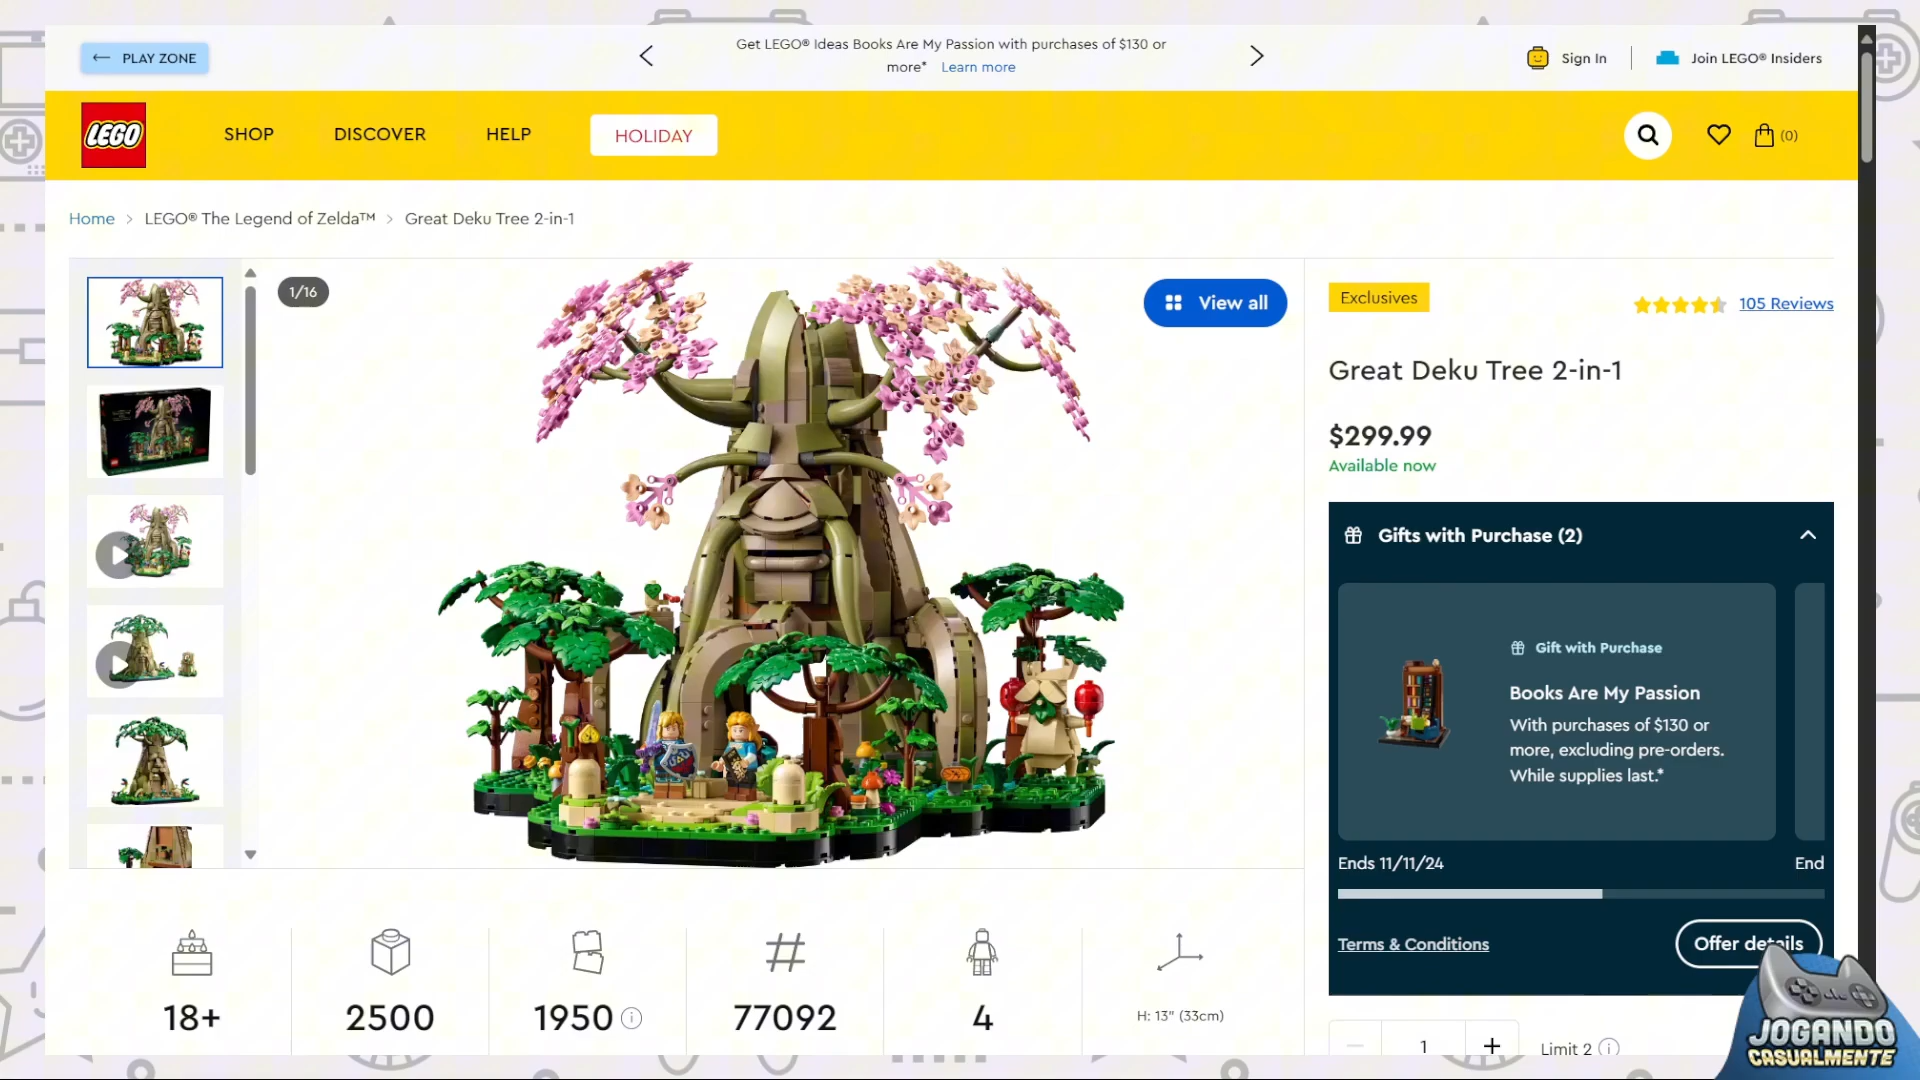 PLAY ZONE
Get LEGO® Ideas Books Are My Passion with purchases of $130 or
more* Learn more
Sign In
Join LEGO® Insiders
LEGO
SHOP
DISCOVER
HELP
HOLIDAY
(0)
Home > LEGO® The Legend of Zelda™ > Great Deku Tree 2-in-1
1/16
View all
Exclusives
105 Reviews
Great Deku Tree 2-in-1
$299.99
Available now
Gifts with Purchase (2)
Gift with Purchase
Books Are My Passion
With purchases of $130 or
more, excluding pre-orders.
While supplies last.*
Ends 11/11/24
End
Terms & Conditions
Offer details
18+
2500
1950
77092
4
H: 13" (33cm)
1
Limit 2
JOGANDO
CASUALMENTE